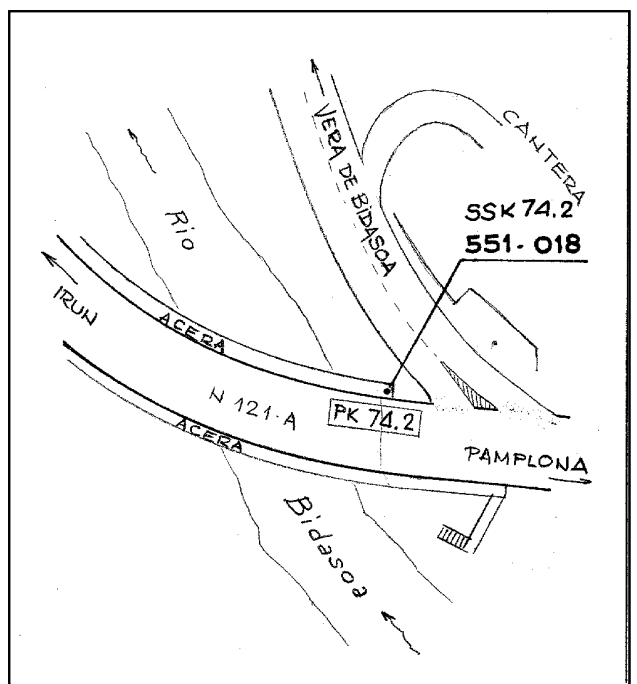 CANTERA
VERA DE BIDASOA
SSK 74.2
551-018
Rio
IRUN
ACERA
N 121-A
PK 74.2
ACERA
PAMPLONA
Bidasoa